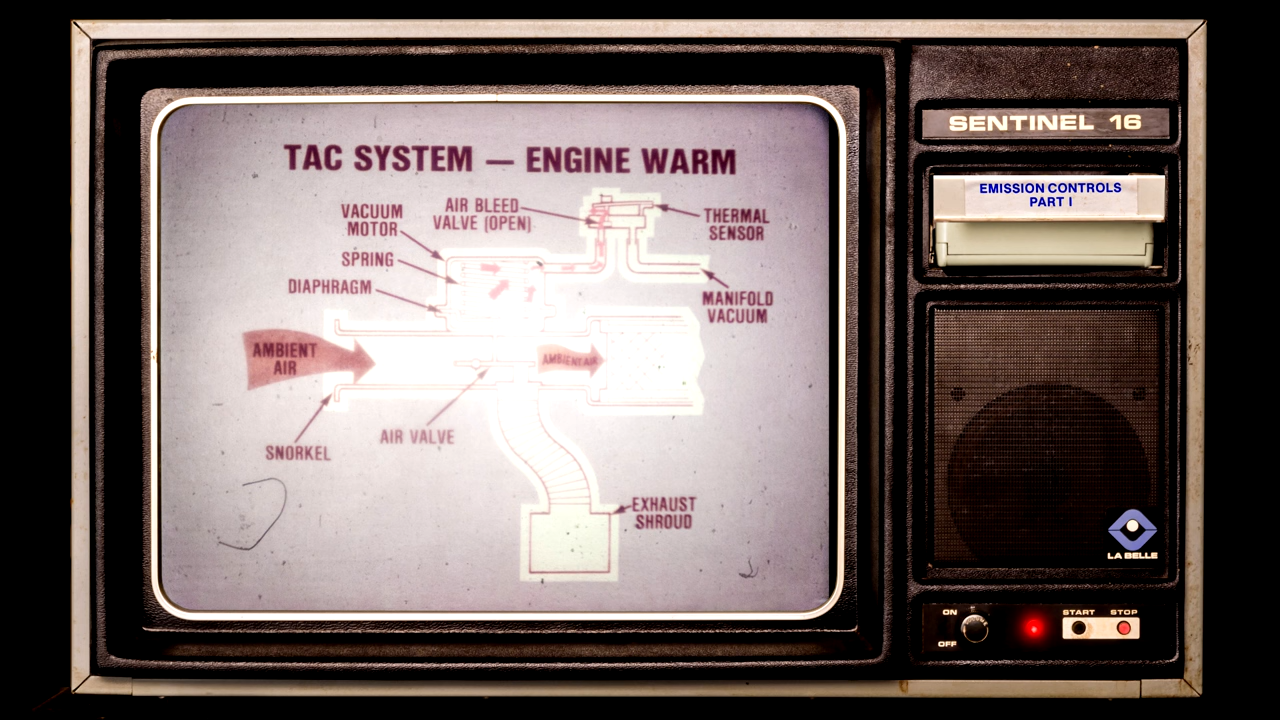 TAC SYSTEM — ENGINE WARM
VACUUM
MOTOR
AIR BLEED
VALVE (OPEN)
THERMAL
SENSOR
SPRING
DIAPHRAGM
MANIFOLD
VACUUM
AMBIENT
AIR
AMBIENT AIR
AIR VALVE
SNORKEL
EXHAUST
SHROUD
SENTINEL 16
EMISSION CONTROLS
PART I
LA BELLE
ON
OFF
START
STOP